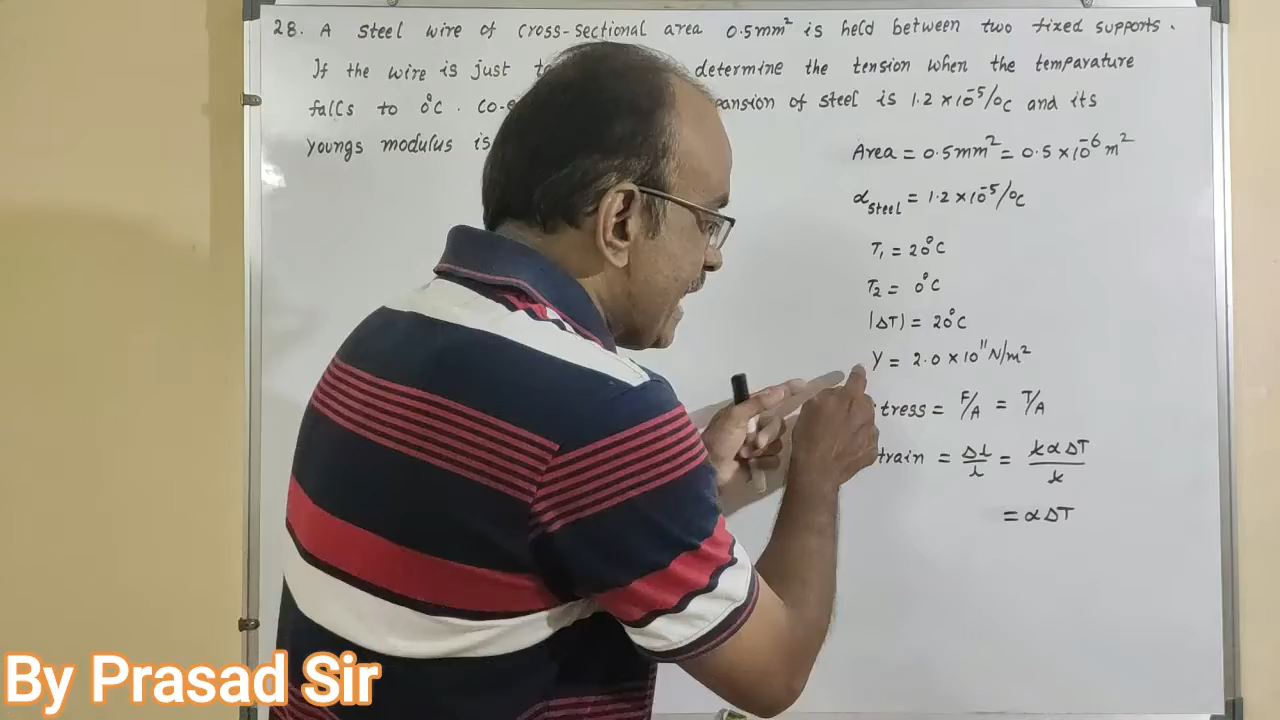 28. A steel wire of cross-sectional area 0.5mm² is held between two fixed supports.
If the wire is just determine the tension when the temparature
falls to 0°C. Co- pansion of steel is 1.2 × 10⁻⁵/°C and its
youngs modulus is
Area = 0.5mm² = 0.5 × 10⁻⁶ m²
α steel = 1.2 × 10⁻⁵/°C
T₁ = 20°C
T₂ = 0°C
|ΔT| = 20°C
Y = 2.0 × 10¹¹ N/m²
tress = F/A = T/A
train = Δl/l = lαΔT/l
= αΔT
By Prasad Sir